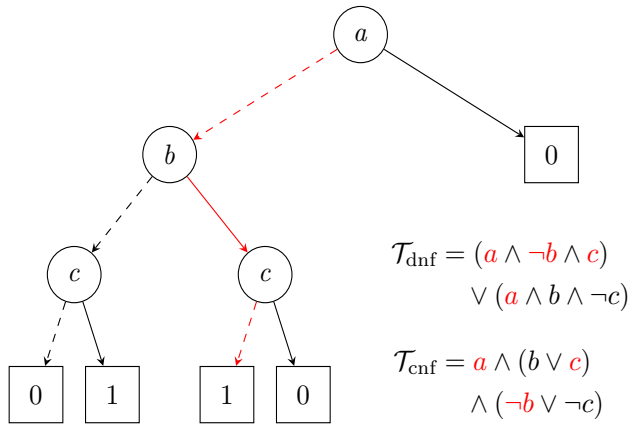 a
b
0
c
c
0
1
1
0
𝒯dnf = (a ∧ ¬b ∧ c)
∨ (a ∧ b ∧ ¬c)
𝒯cnf = a ∧ (b ∨ c)
∧ (¬b ∨ ¬c)